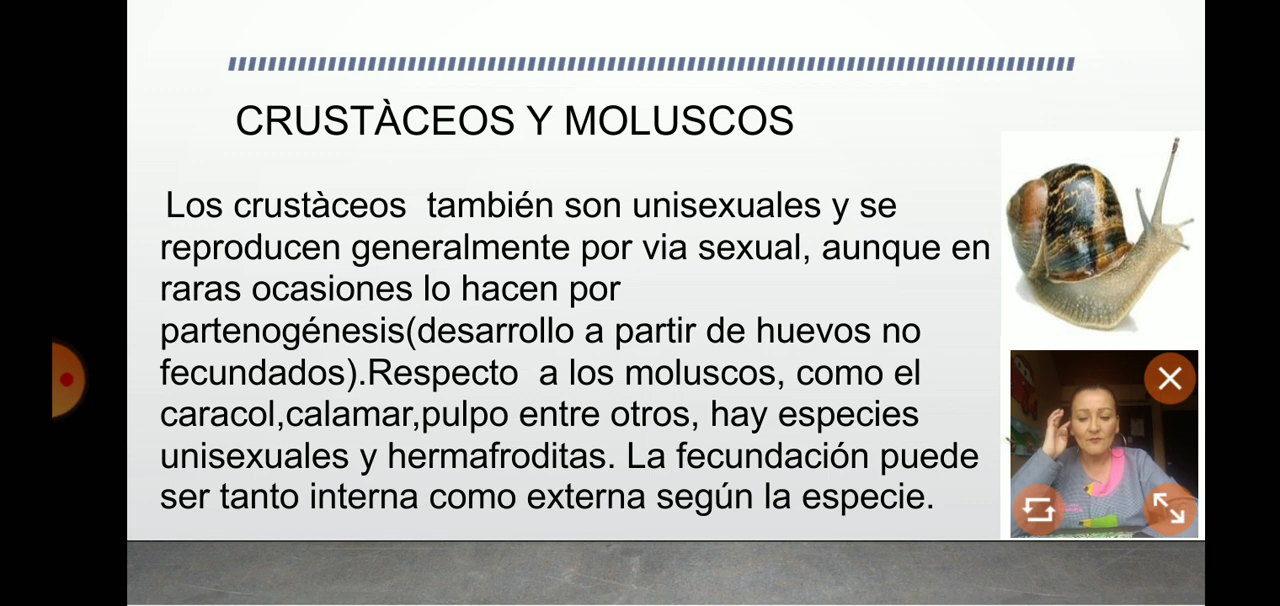 CRUSTÀCEOS Y MOLUSCOS
Los crustàceos  también son unisexuales y se
reproducen generalmente por via sexual, aunque en
raras ocasiones lo hacen por
partenogénesis(desarrollo a partir de huevos no
fecundados).Respecto  a los moluscos, como el
caracol,calamar,pulpo entre otros, hay especies
unisexuales y hermafroditas. La fecundación puede
ser tanto interna como externa según la especie.